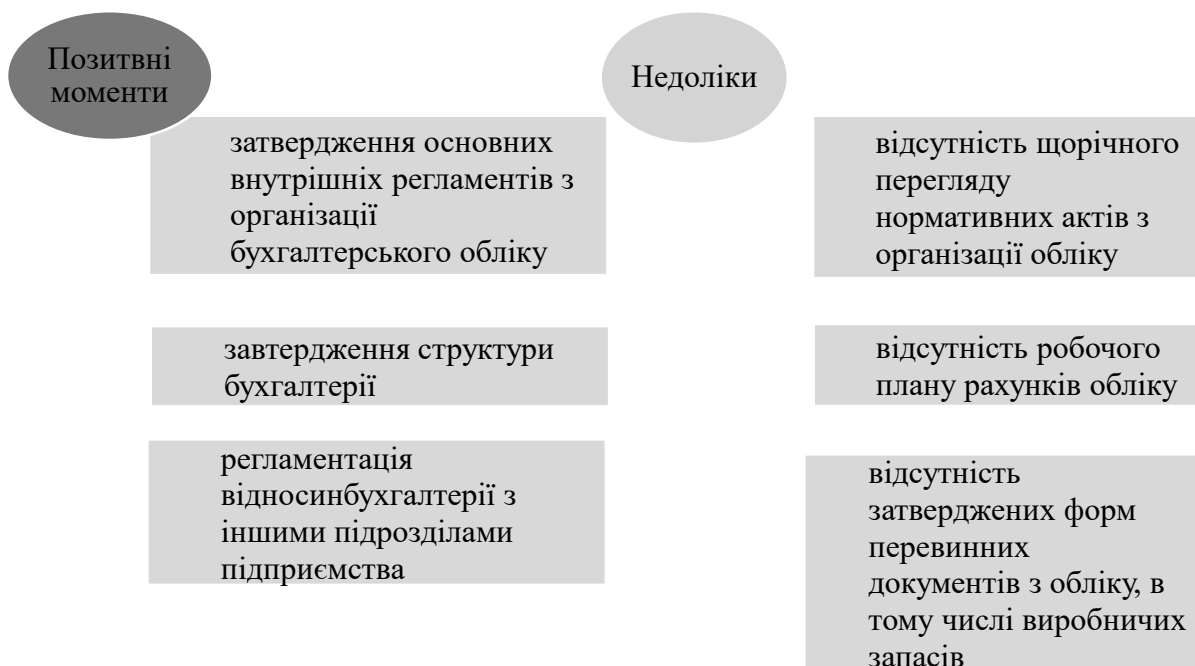 Позитвні
моменти
затвердження основних
внутрішніх регламентів з
організації
бухгалтерського обліку
завтердження структури
бухгалтерії
регламентація
відносинбухгалтерії з
іншими підрозділами
підприємства
Недоліки
відсутність щорічного
перегляду
нормативних актів з
організації обліку
відсутність робочого
плану рахунків обліку
відсутність
затверджених форм
перевинних
документів з обліку, в
тому числі виробничих
запасів